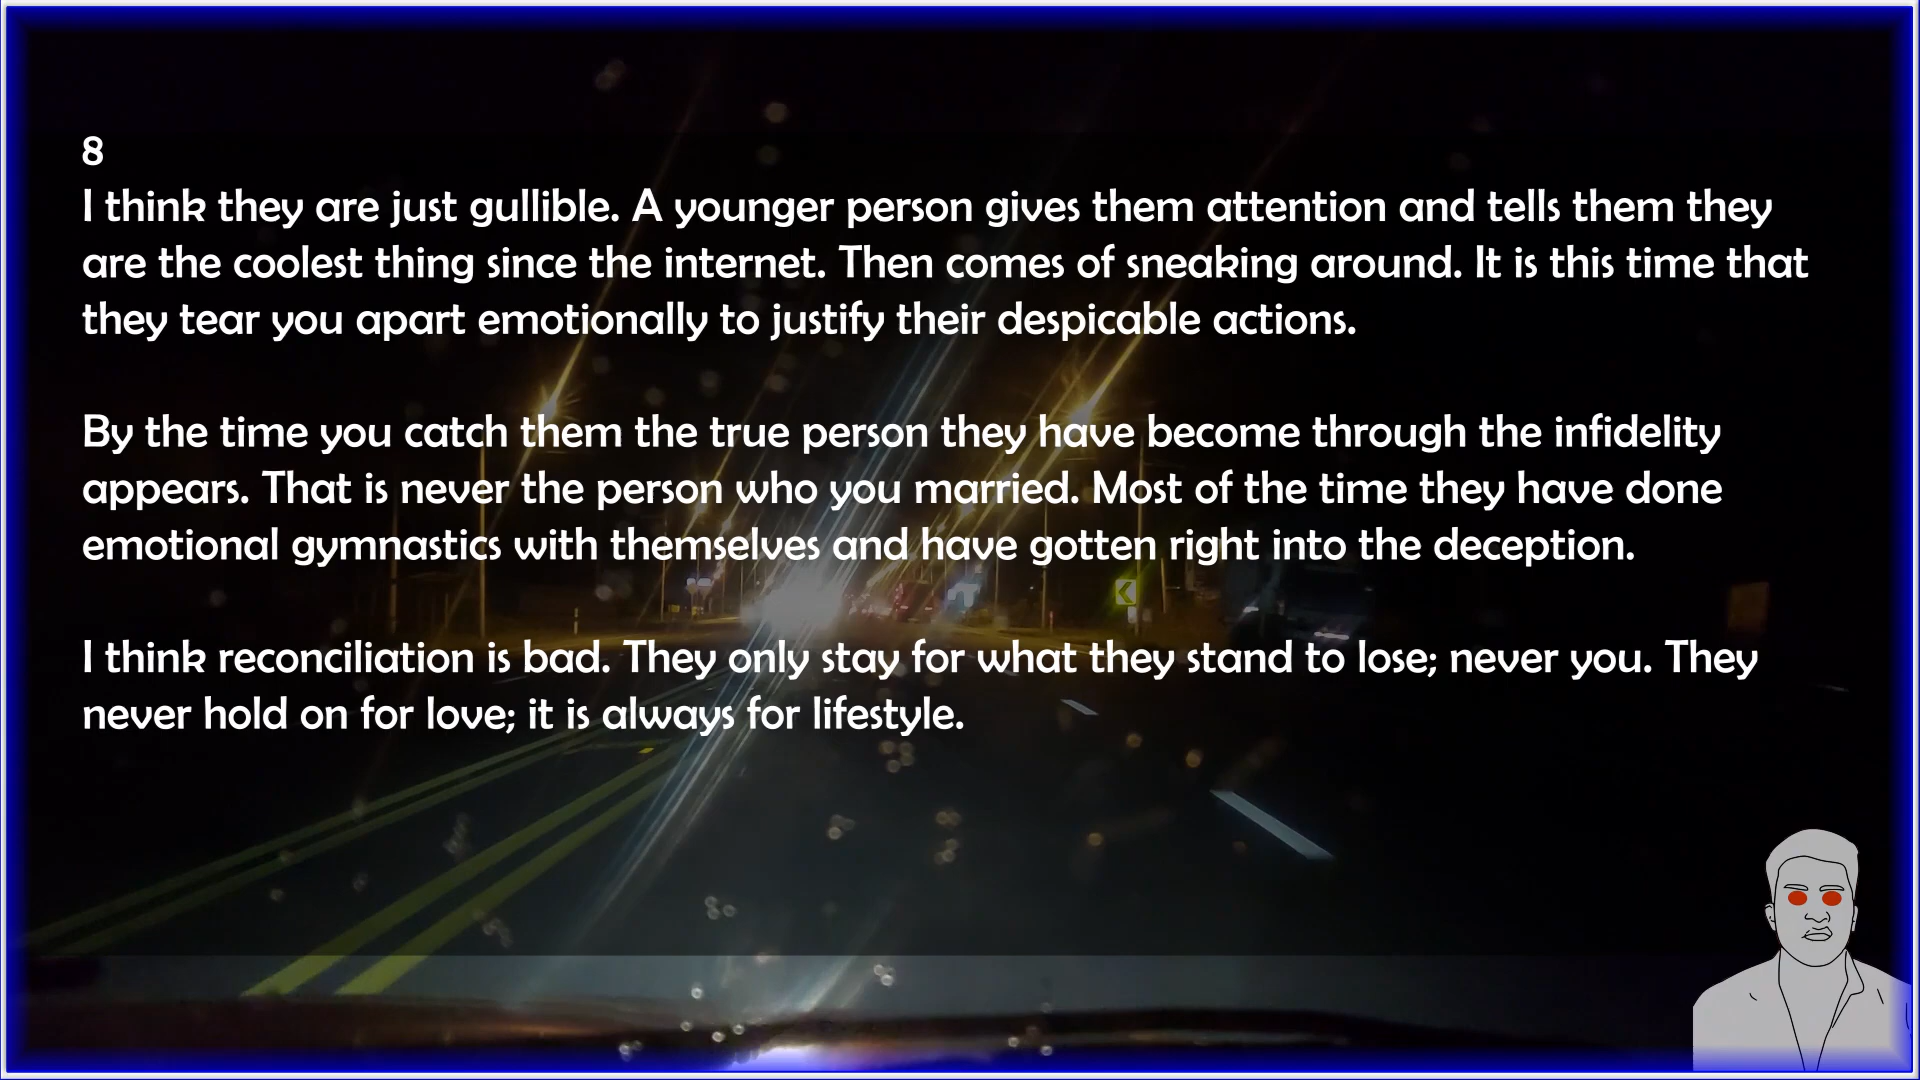 8
I think they are just gullible. A younger person gives them attention and tells them they
are the coolest thing since the internet. Then comes of sneaking around. It is this time that
they tear you apart emotionally to justify their despicable actions.
By the time you catch them the true person they have become through the infidelity
appears. That is never the person who you married. Most of the time they have done
emotional gymnastics with themselves and have gotten right into the deception.
I think reconciliation is bad. They only stay for what they stand to lose; never you. They
never hold on for love; it is always for lifestyle.